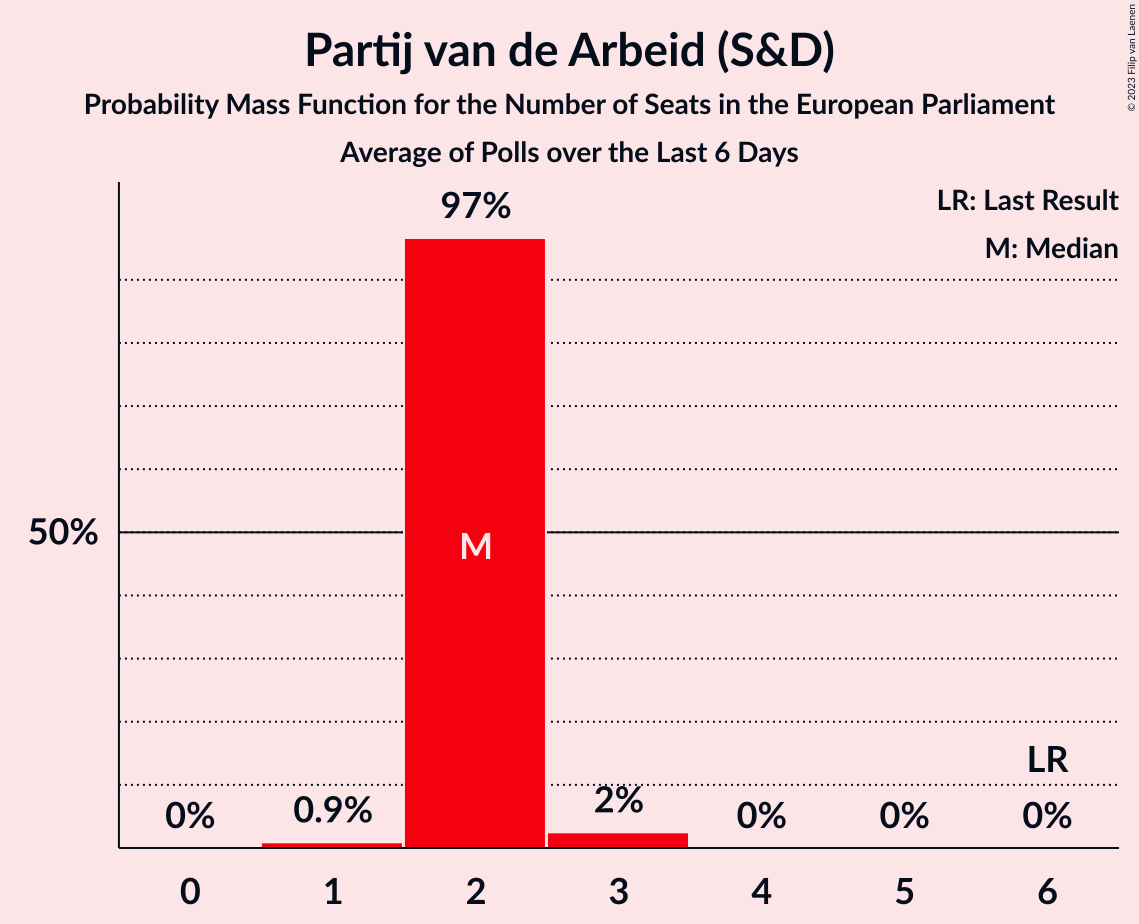 Partij van de Arbeid (S&D)
Probability Mass Function for the Number of Seats in the European Parliament
Average of Polls over the Last 6 Days
© 2023 Filip van Laenen
LR: Last Result
M: Median
97%
50%
M
LR
0%
0.9%
2%
0%
0%
0%
0
1
2
3
4
5
6